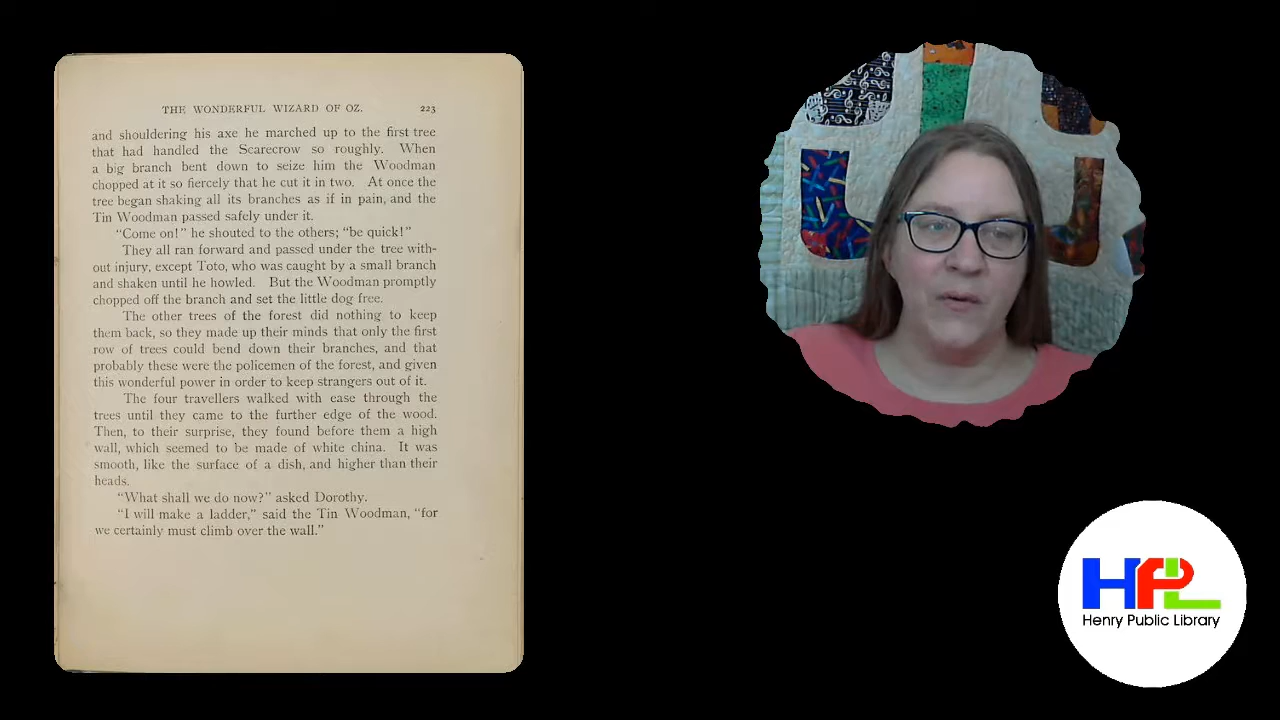 THE WONDERFUL WIZARD OF OZ. 223
and shouldering his axe he marched up to the first tree
that had handled the Scarecrow so roughly. When
a big branch bent down to seize him the Woodman
chopped at it so fiercely that he cut it in two. At once the
tree began shaking all its branches as if in pain, and the
Tin Woodman passed safely under it.
“Come on!” he shouted to the others; “be quick!”
They all ran forward and passed under the tree with-
out injury, except Toto, who was caught by a small branch
and shaken until he howled. But the Woodman promptly
chopped off the branch and set the little dog free.
The other trees of the forest did nothing to keep
them back, so they made up their minds that only the first
row of trees could bend down their branches, and that
probably these were the policemen of the forest, and given
this wonderful power in order to keep strangers out of it.
The four travellers walked with ease through the
trees until they came to the further edge of the wood.
Then, to their surprise, they found before them a high
wall, which seemed to be made of white china. It was
smooth, like the surface of a dish, and higher than their
heads.
“What shall we do now?” asked Dorothy.
“I will make a ladder,” said the Tin Woodman, “for
we certainly must climb over the wall.”
HPL
Henry Public Library